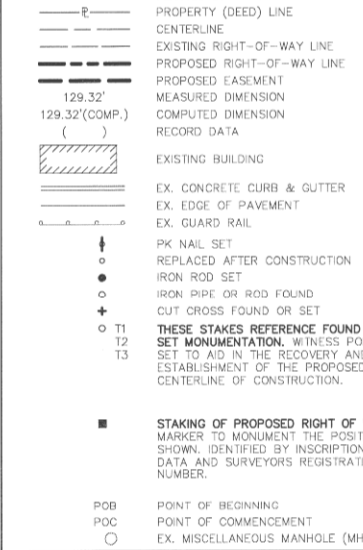 PL PROPERTY (DEED) LINE
CENTERLINE
EXISTING RIGHT-OF-WAY LINE
PROPOSED RIGHT-OF-WAY LINE
PROPOSED EASEMENT
129.32' MEASURED DIMENSION
129.32'(COMP.) COMPUTED DIMENSION
( ) RECORD DATA
EXISTING BUILDING
EX. CONCRETE CURB & GUTTER
EX. EDGE OF PAVEMENT
EX. GUARD RAIL
PK NAIL SET
REPLACED AFTER CONSTRUCTION
IRON ROD SET
IRON PIPE OR ROD FOUND
CUT CROSS FOUND OR SET
T1 THESE STAKES REFERENCE FOUND
T2 SET MONUMENTATION. WITNESS
T3 SET TO AID IN THE RECOVERY AND
ESTABLISHMENT OF THE PROPOSED
CENTERLINE OF CONSTRUCTION.
STAKING OF PROPOSED RIGHT OF
MARKER TO MONUMENT THE
SHOWN. IDENTIFIED BY INSCRIPTION
DATA AND SURVEYORS
NUMBER.
POB POINT OF BEGINNING
POC POINT OF COMMENCEMENT
EX. MISCELLANEOUS MANHOLE (MH